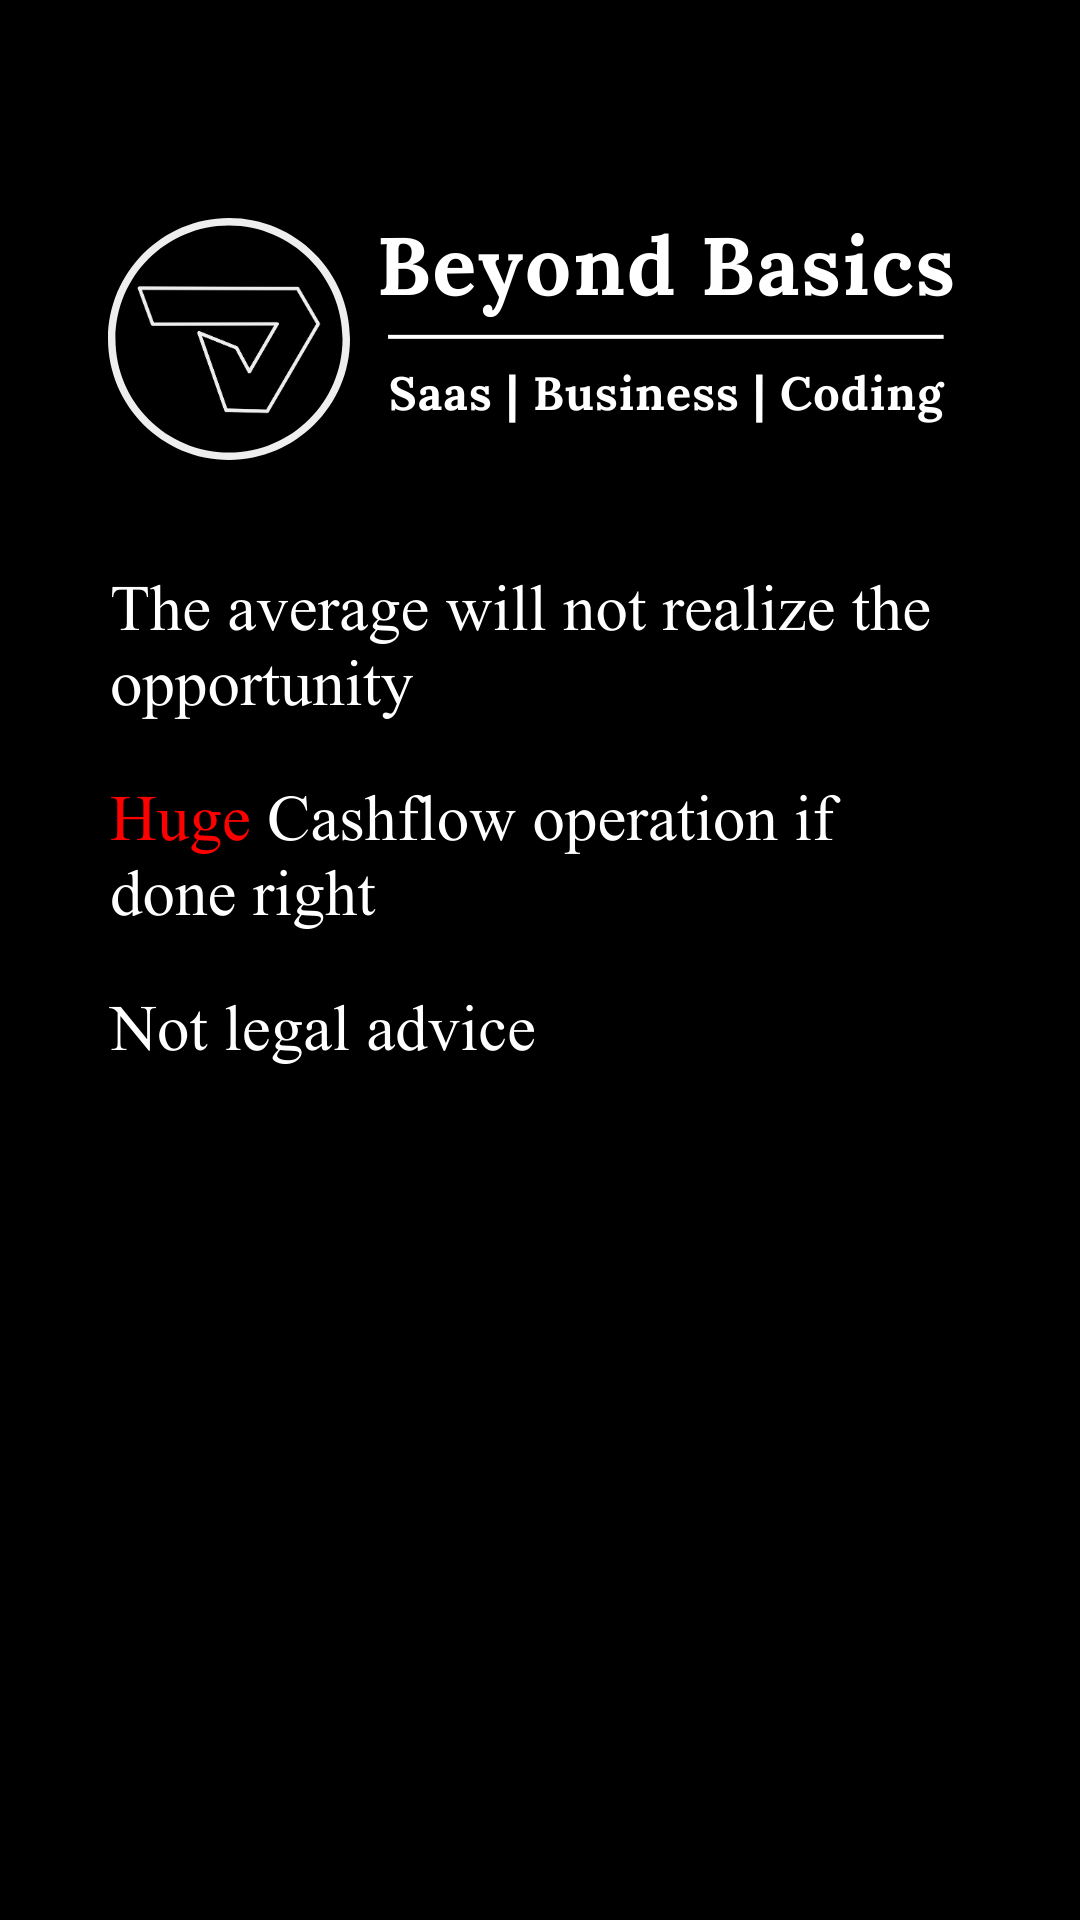 Beyond Basics
Saas | Business | Coding
The average will not realize the
opportunity
Huge Cashflow operation if
done right
Not legal advice